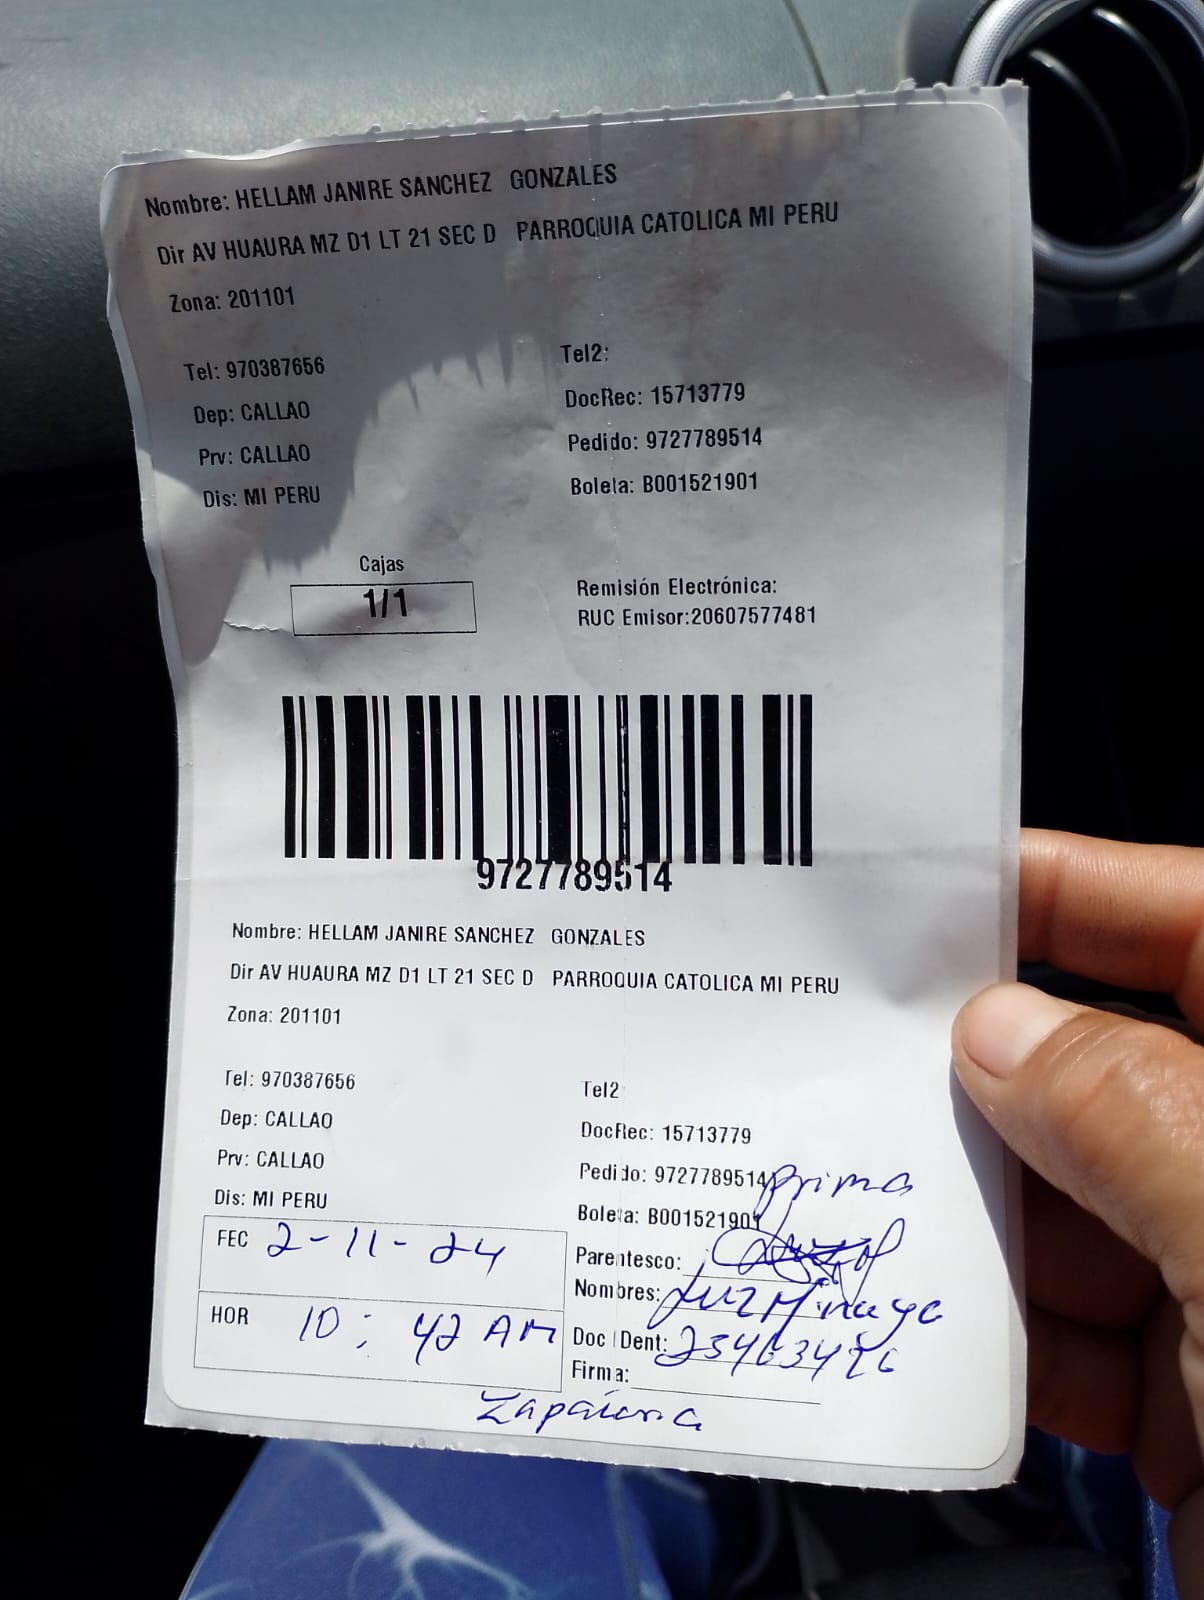 Nombre: HELLAM JANIRE SANCHEZ GONZALES
Dir AV HUAURA MZ D1 LT 21 SEC D PARROQUIA CATOLICA MI PERU
Zona: 201101
Tel: 970387656 Tel2:
Dep: CALLAO DocRec: 15713779
Prv: CALLAO Pedido: 9727789514
Dis: MI PERU Boleta: B001521901
Cajas
1/1
Remisión Electrónica:
RUC Emisor:20607577481
9727789514
Nombre: HELLAM JANIRE SANCHEZ GONZALES
Dir AV HUAURA MZ D1 LT 21 SEC D PARROQUIA CATOLICA MI PERU
Zona: 201101
Tel: 970387656 Tel2
Dep: CALLAO DocRec: 15713779
Prv: CALLAO Pedido: 9727789514 prima
Dis: MI PERU Boleta: B001521901
FEC 2-11-24
HOR 10: 42 AM
Parentesco:
Nombres: Luz
Doc Ident:
Firma: